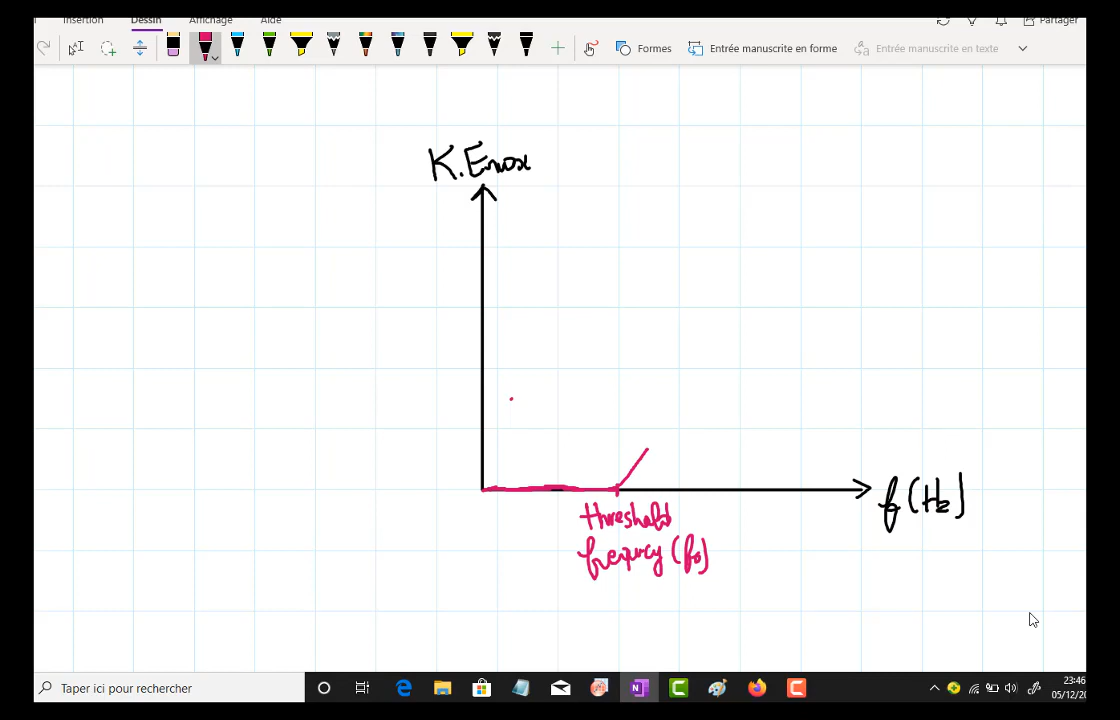 Insertion Dessin Affichage Aide Partager
Formes Entrée manuscrite en forme Entrée manuscrite en texte
K.Emax
f (Hz)
threshold
frequency (fo)
Taper ici pour rechercher
23:46
05/12/20